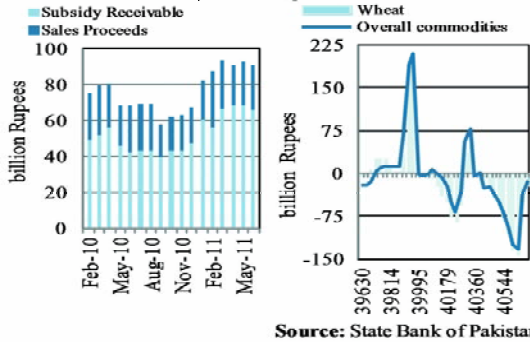 Subsidy Receivable
Sales Proceeds
billion Rupees
100
80
60
40
20
0
Feb-10
May-10
Aug-10
Nov-10
Feb-11
May-11
Wheat
Overall commodities
billion Rupees
225
150
75
0
-75
-150
39630
39814
39995
40179
40360
40544
Source: State Bank of Pakista